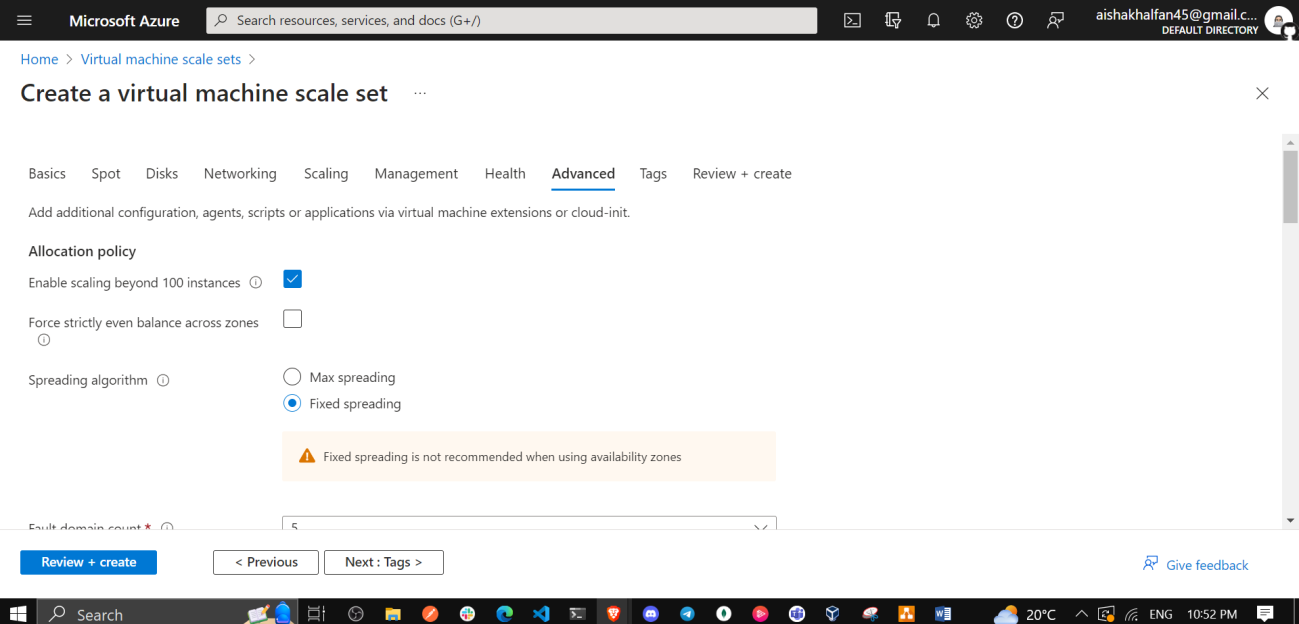 Microsoft Azure
Search resources, services, and docs (G+/)
aishakhalfan45@gmail.c...
DEFAULT DIRECTORY
Home > Virtual machine scale sets >
Create a virtual machine scale set ...
Basics Spot Disks Networking Scaling Management Health Advanced Tags Review + create
Add additional configuration, agents, scripts or applications via virtual machine extensions or cloud-init.
Allocation policy
Enable scaling beyond 100 instances
Force strictly even balance across zones
Spreading algorithm
Max spreading
Fixed spreading
Fixed spreading is not recommended when using availability zones
Fault domain count * 5
Review + create < Previous Next : Tags > Give feedback
Search 20°C ENG 10:52 PM